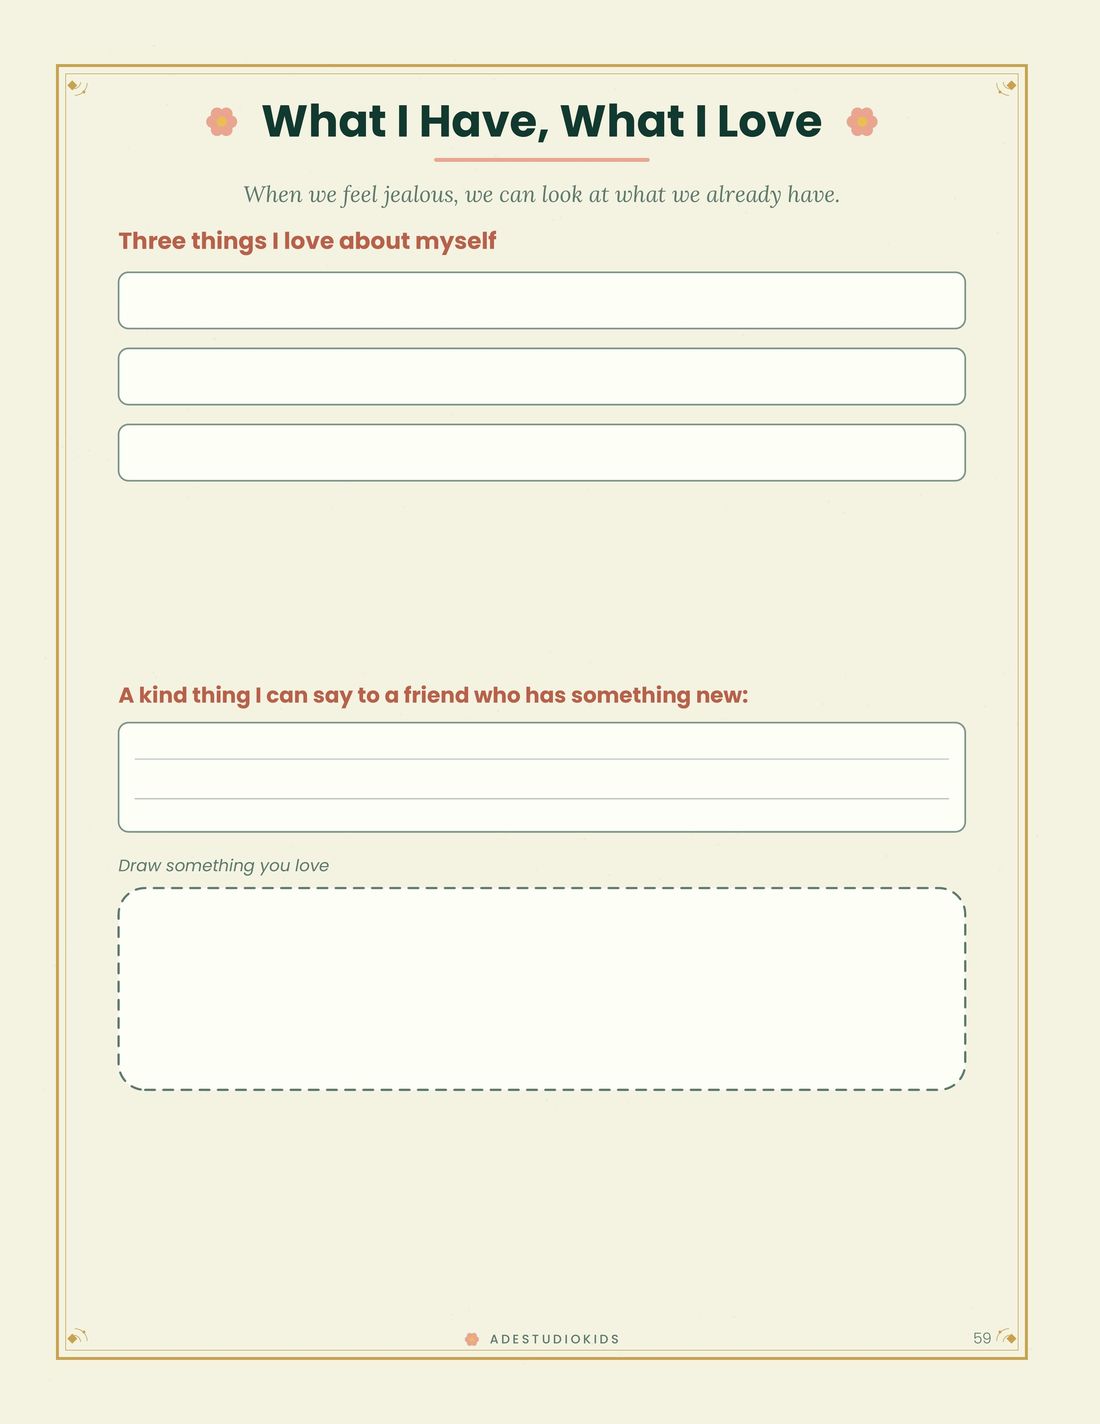 What I Have, What I Love
When we feel jealous, we can look at what we already have.
Three things I love about myself
A kind thing I can say to a friend who has something new:
Draw something you love
ADESTUDIOKIDS
59